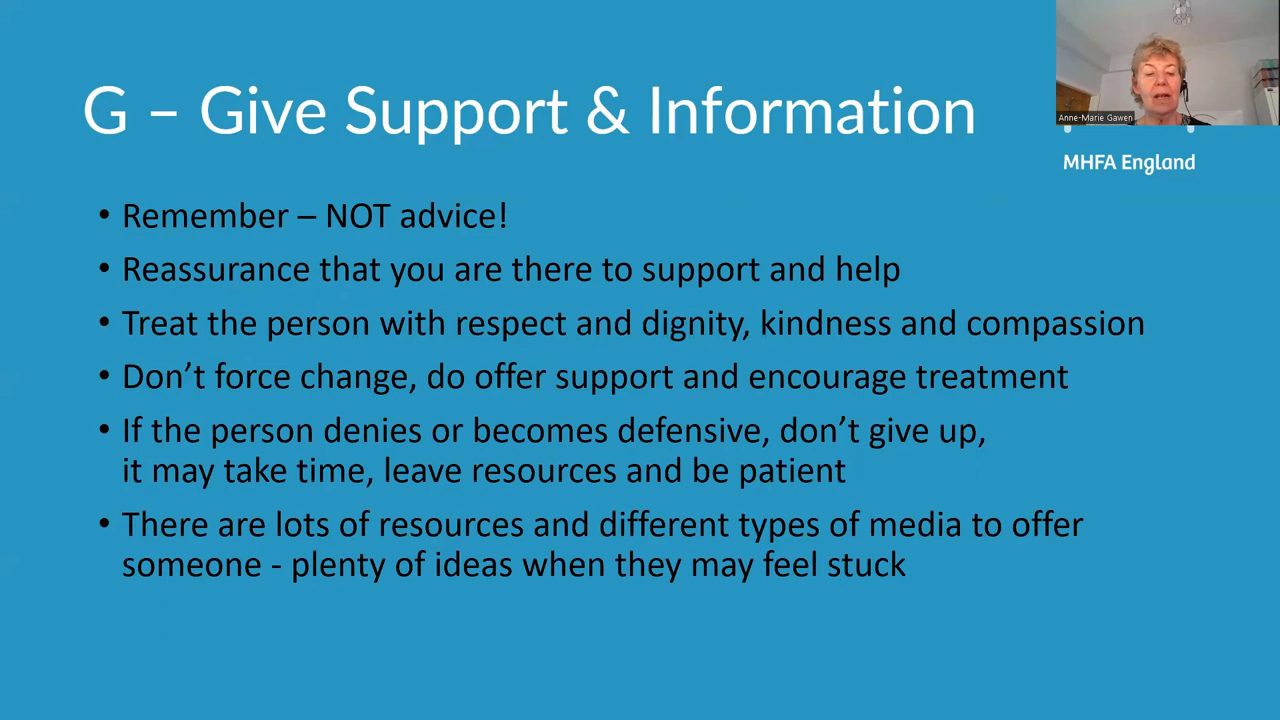 G – Give Support & Information
Anne-Marie Gawen
MHFA England
• Remember – NOT advice!
• Reassurance that you are there to support and help
• Treat the person with respect and dignity, kindness and compassion
• Don’t force change, do offer support and encourage treatment
• If the person denies or becomes defensive, don’t give up,
it may take time, leave resources and be patient
• There are lots of resources and different types of media to offer
someone - plenty of ideas when they may feel stuck